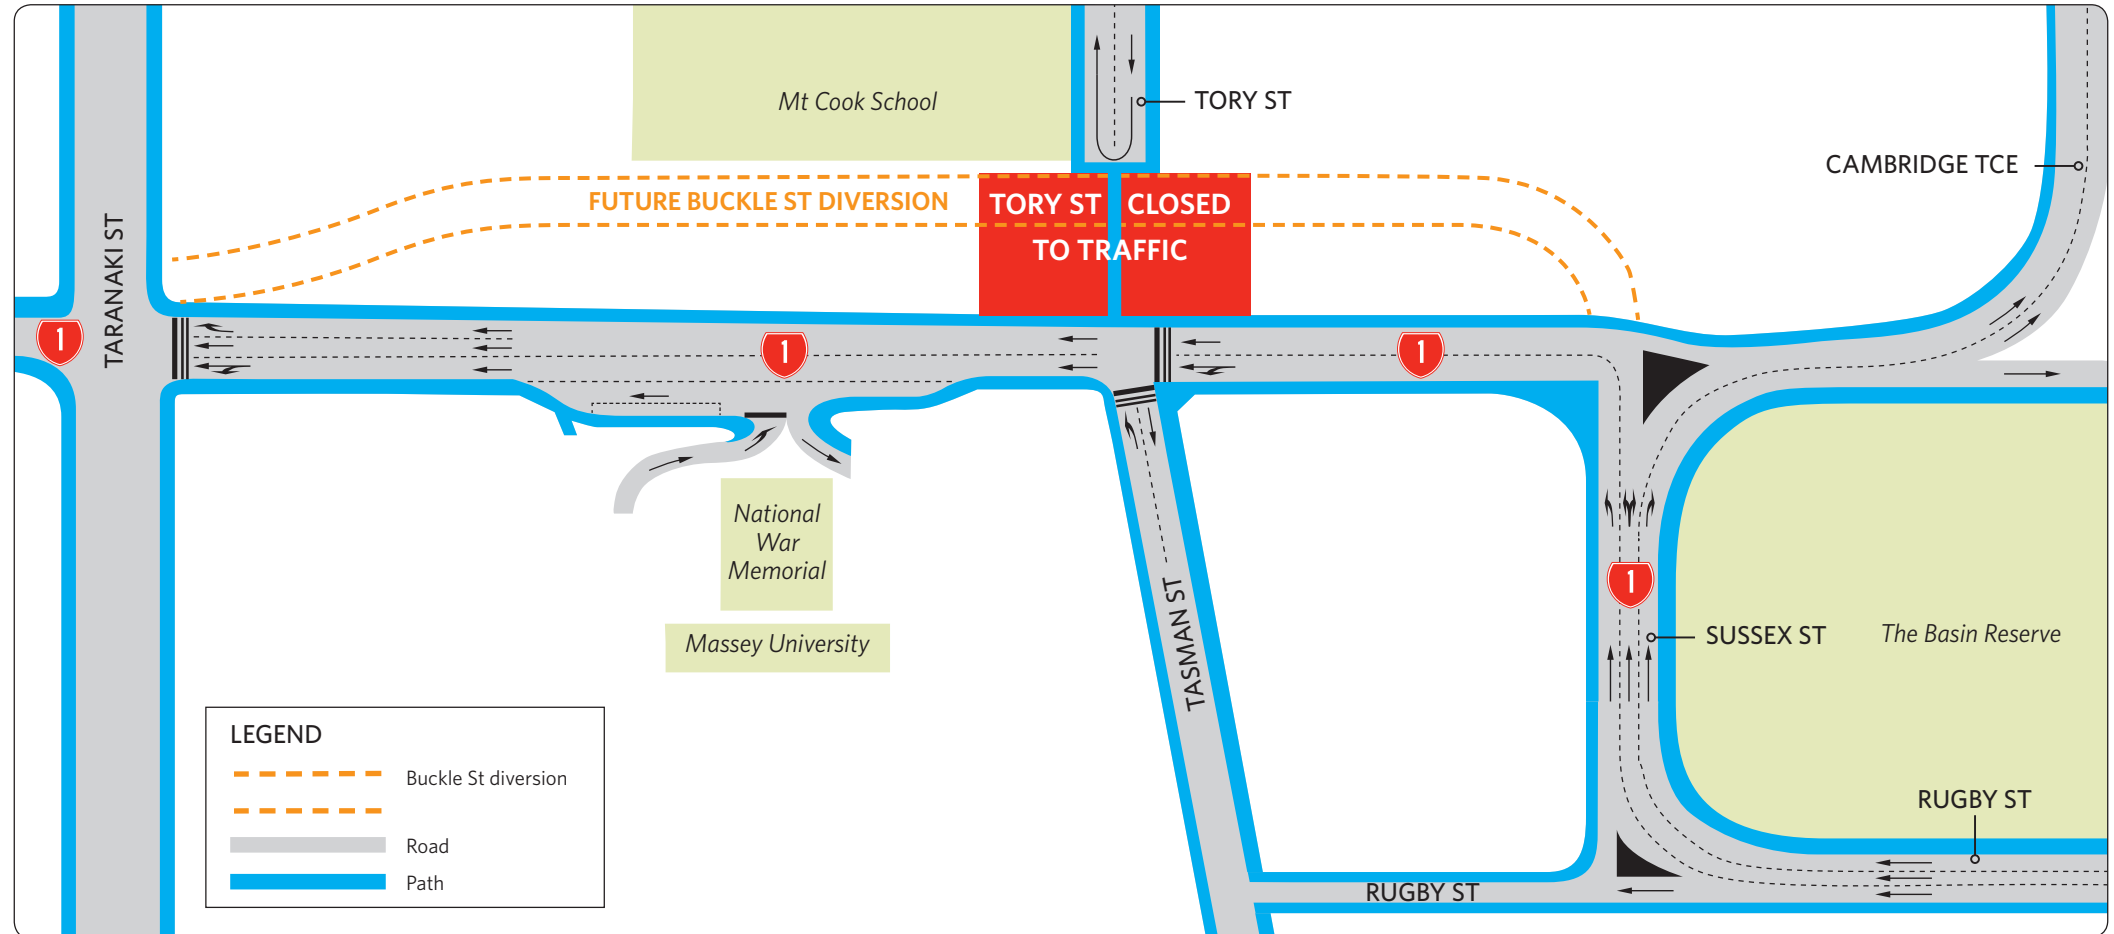 Mt Cook School
TORY ST
CAMBRIDGE TCE
FUTURE BUCKLE ST DIVERSION
TORY ST CLOSED
TO TRAFFIC
TARANAKI ST
1
1
1
National
War
Memorial
Massey University
TASMAN ST
1
SUSSEX ST
The Basin Reserve
RUGBY ST
RUGBY ST
LEGEND
Buckle St diversion
Road
Path